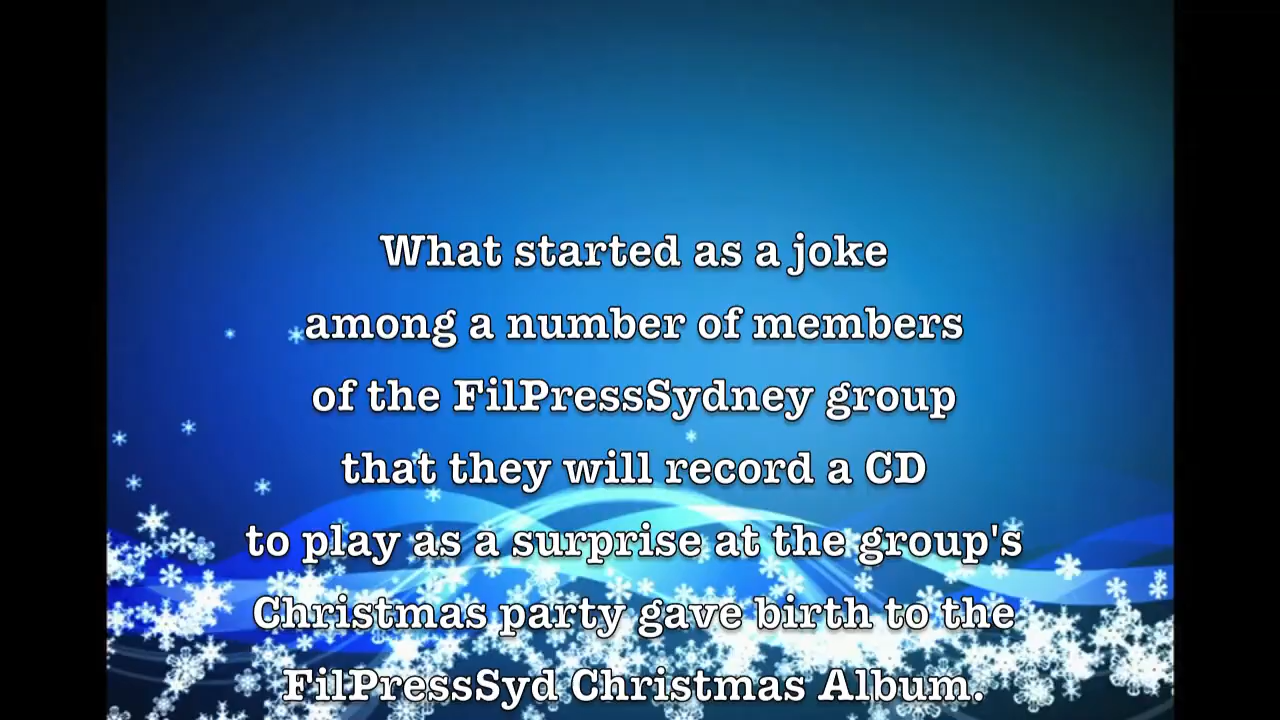 What started as a joke
among a number of members
of the FilPressSydney group
that they will record a CD
to play as a surprise at the group's
Christmas party gave birth to the
FilPressSyd Christmas Album.